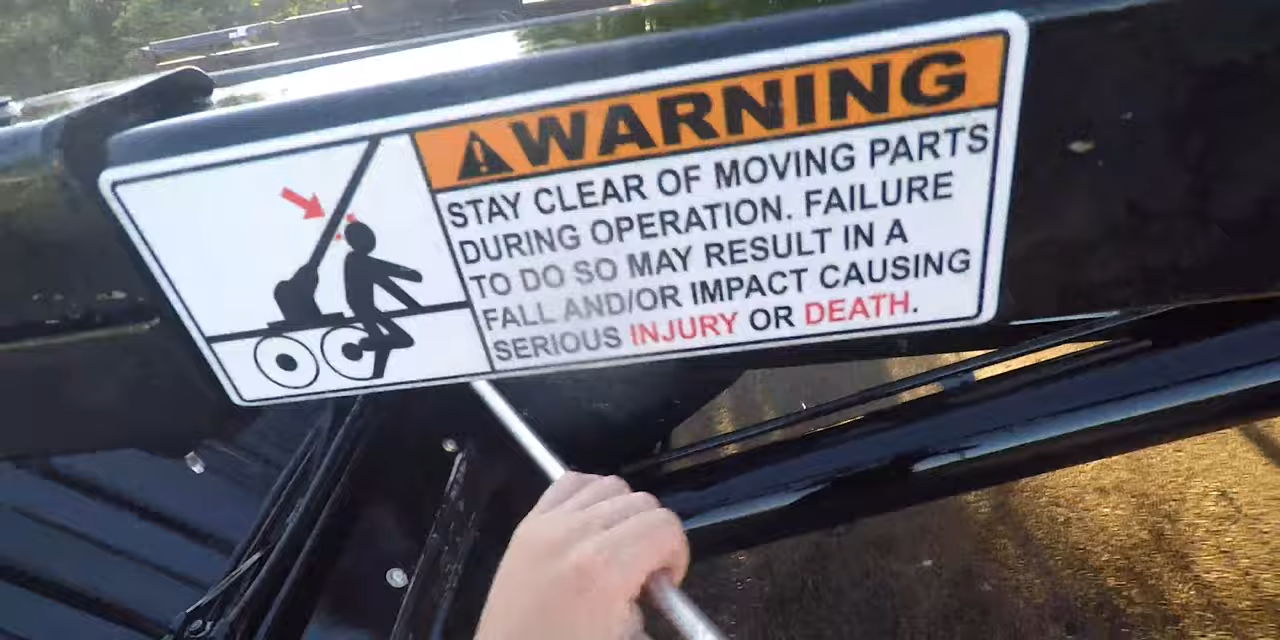 WARNING
STAY CLEAR OF MOVING PARTS
DURING OPERATION. FAILURE
TO DO SO MAY RESULT IN A
FALL AND/OR IMPACT CAUSING
SERIOUS INJURY OR DEATH.